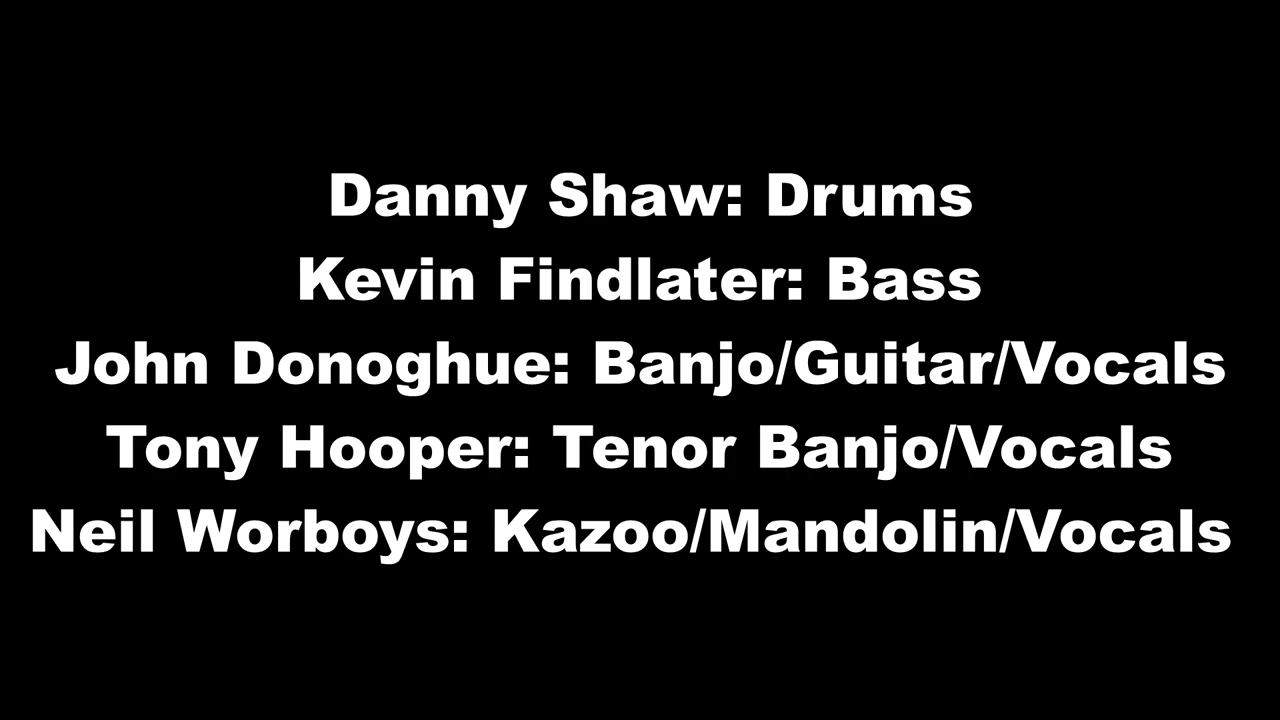 Danny Shaw: Drums
Kevin Findlater: Bass
John Donoghue: Banjo/Guitar/Vocals
Tony Hooper: Tenor Banjo/Vocals
Neil Worboys: Kazoo/Mandolin/Vocals